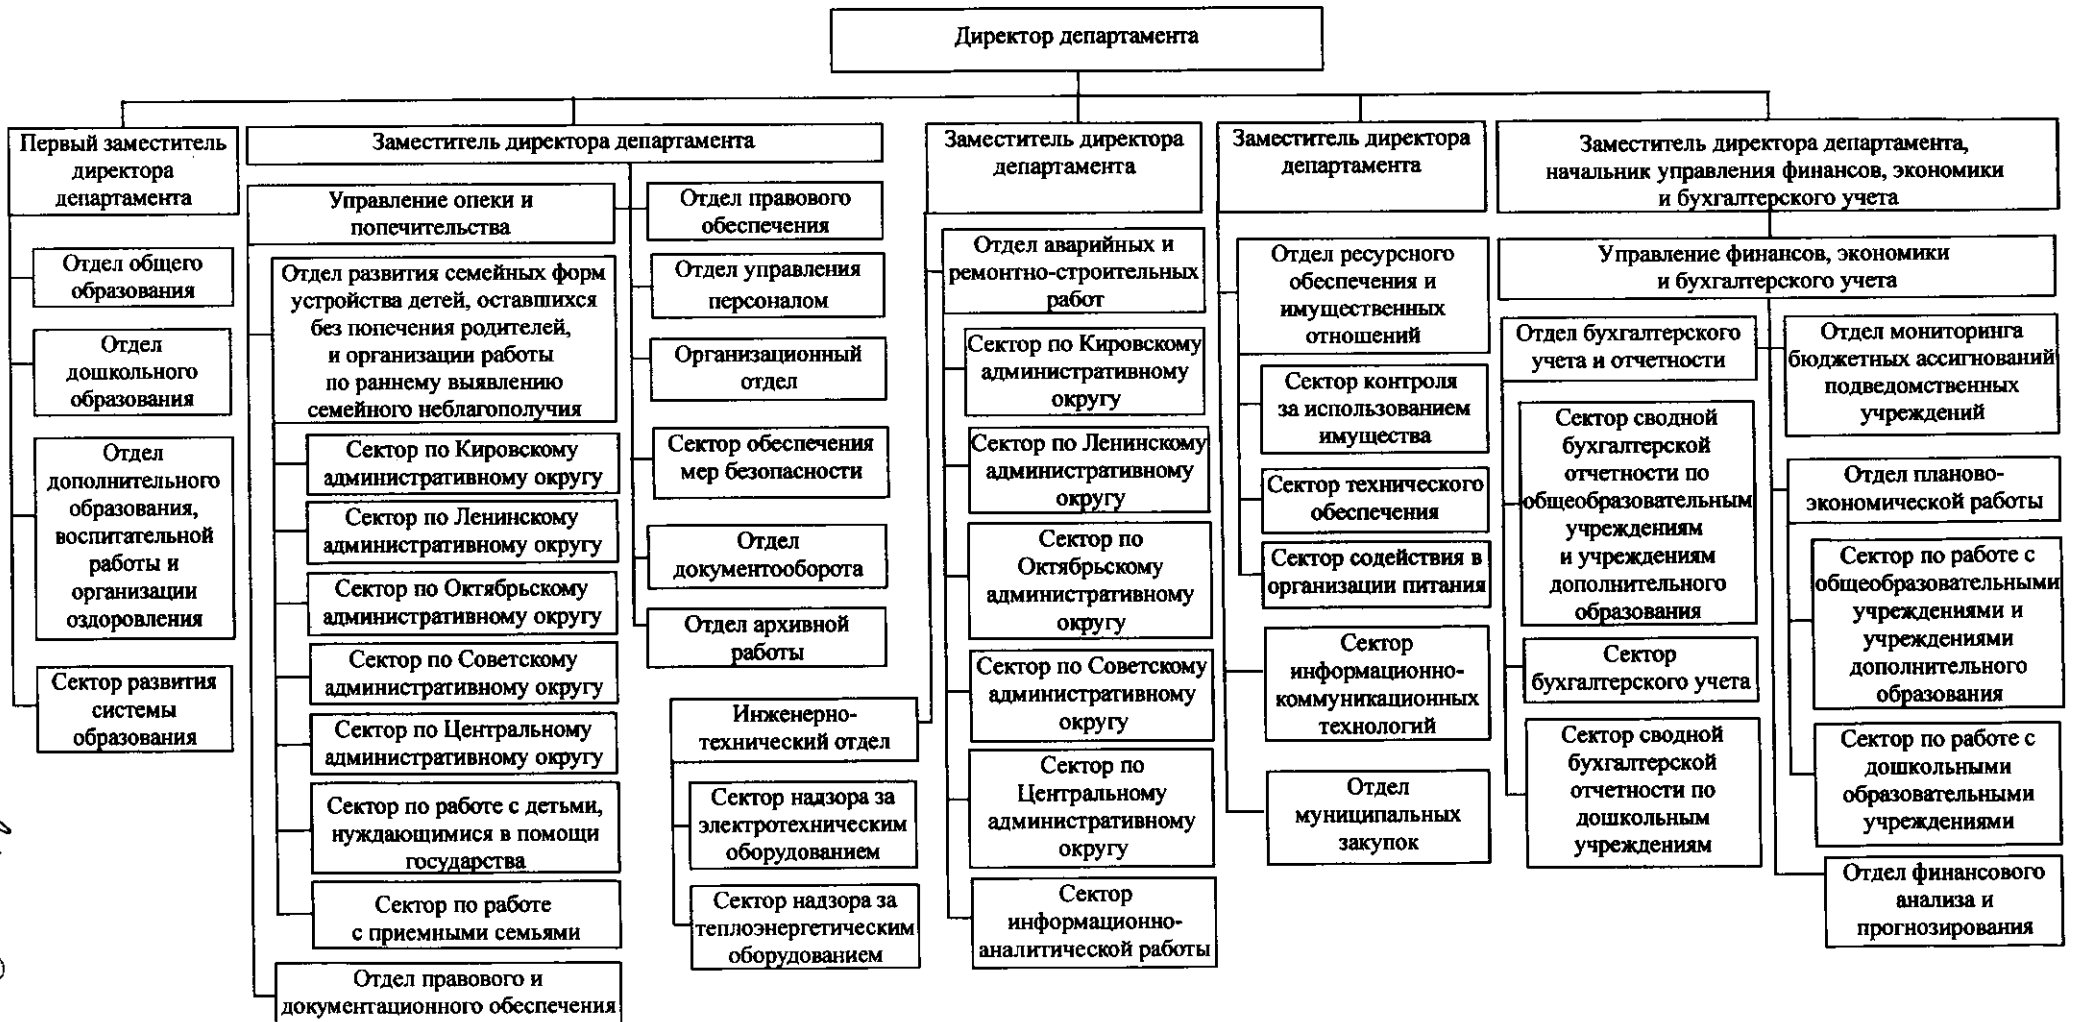 Директор департамента
Первый заместитель
директора
департамента
Отдел общего
образования
Отдел
дошкольного
образования
Отдел
дополнительного
образования,
воспитательной
работы и
организации
оздоровления
Сектор развития
системы
образования
Заместитель директора департамента
Управление опеки и
попечительства
Отдел развития семейных форм
устройства детей, оставшихся
без попечения родителей,
и организации работы
по раннему выявлению
семейного неблагополучия
Сектор по Кировскому
административному округу
Сектор по Ленинскому
административному округу
Сектор по Октябрьскому
административному округу
Сектор по Советскому
административному округу
Сектор по Центральному
административному округу
Сектор по работе с детьми,
нуждающимися в помощи
государства
Сектор по работе
с приемными семьями
Отдел правового и
документационного обеспечения
Отдел правового
обеспечения
Отдел управления
персоналом
Организационный
отдел
Сектор обеспечения
мер безопасности
Отдел
документооборота
Отдел архивной
работы
Заместитель директора
департамента
Отдел аварийных и
ремонтно-строительных
работ
Сектор по Кировскому
административному
округу
Сектор по Ленинскому
административному
округу
Сектор по
Октябрьскому
административному
округу
Сектор по Советскому
административному
округу
Сектор по
Центральному
административному
округу
Сектор
информационно-
аналитической работы
Инженерно-
технический отдел
Сектор надзора за
электротехническим
оборудованием
Сектор надзора за
теплоэнергетическим
оборудованием
Заместитель директора
департамента
Отдел ресурсного
обеспечения и
имущественных
отношений
Сектор контроля
за использованием
имущества
Сектор технического
обеспечения
Сектор содействия в
организации питания
Сектор
информационно-
коммуникационных
технологий
Отдел
муниципальных
закупок
Заместитель директора департамента,
начальник управления финансов, экономики
и бухгалтерского учета
Управление финансов, экономики
и бухгалтерского учета
Отдел бухгалтерского
учета и отчетности
Сектор сводной
бухгалтерской
отчетности по
общеобразовательным
учреждениям
и учреждениям
дополнительного
образования
Сектор
бухгалтерского учета
Сектор сводной
бухгалтерской
отчетности по
дошкольным
учреждениям
Отдел мониторинга
бюджетных ассигнований
подведомственных
учреждений
Отдел планово-
экономической работы
Сектор по работе с
общеобразовательными
учреждениями и
учреждениями
дополнительного
образования
Сектор по работе с
дошкольными
образовательными
учреждениями
Отдел финансового
анализа и
прогнозирования